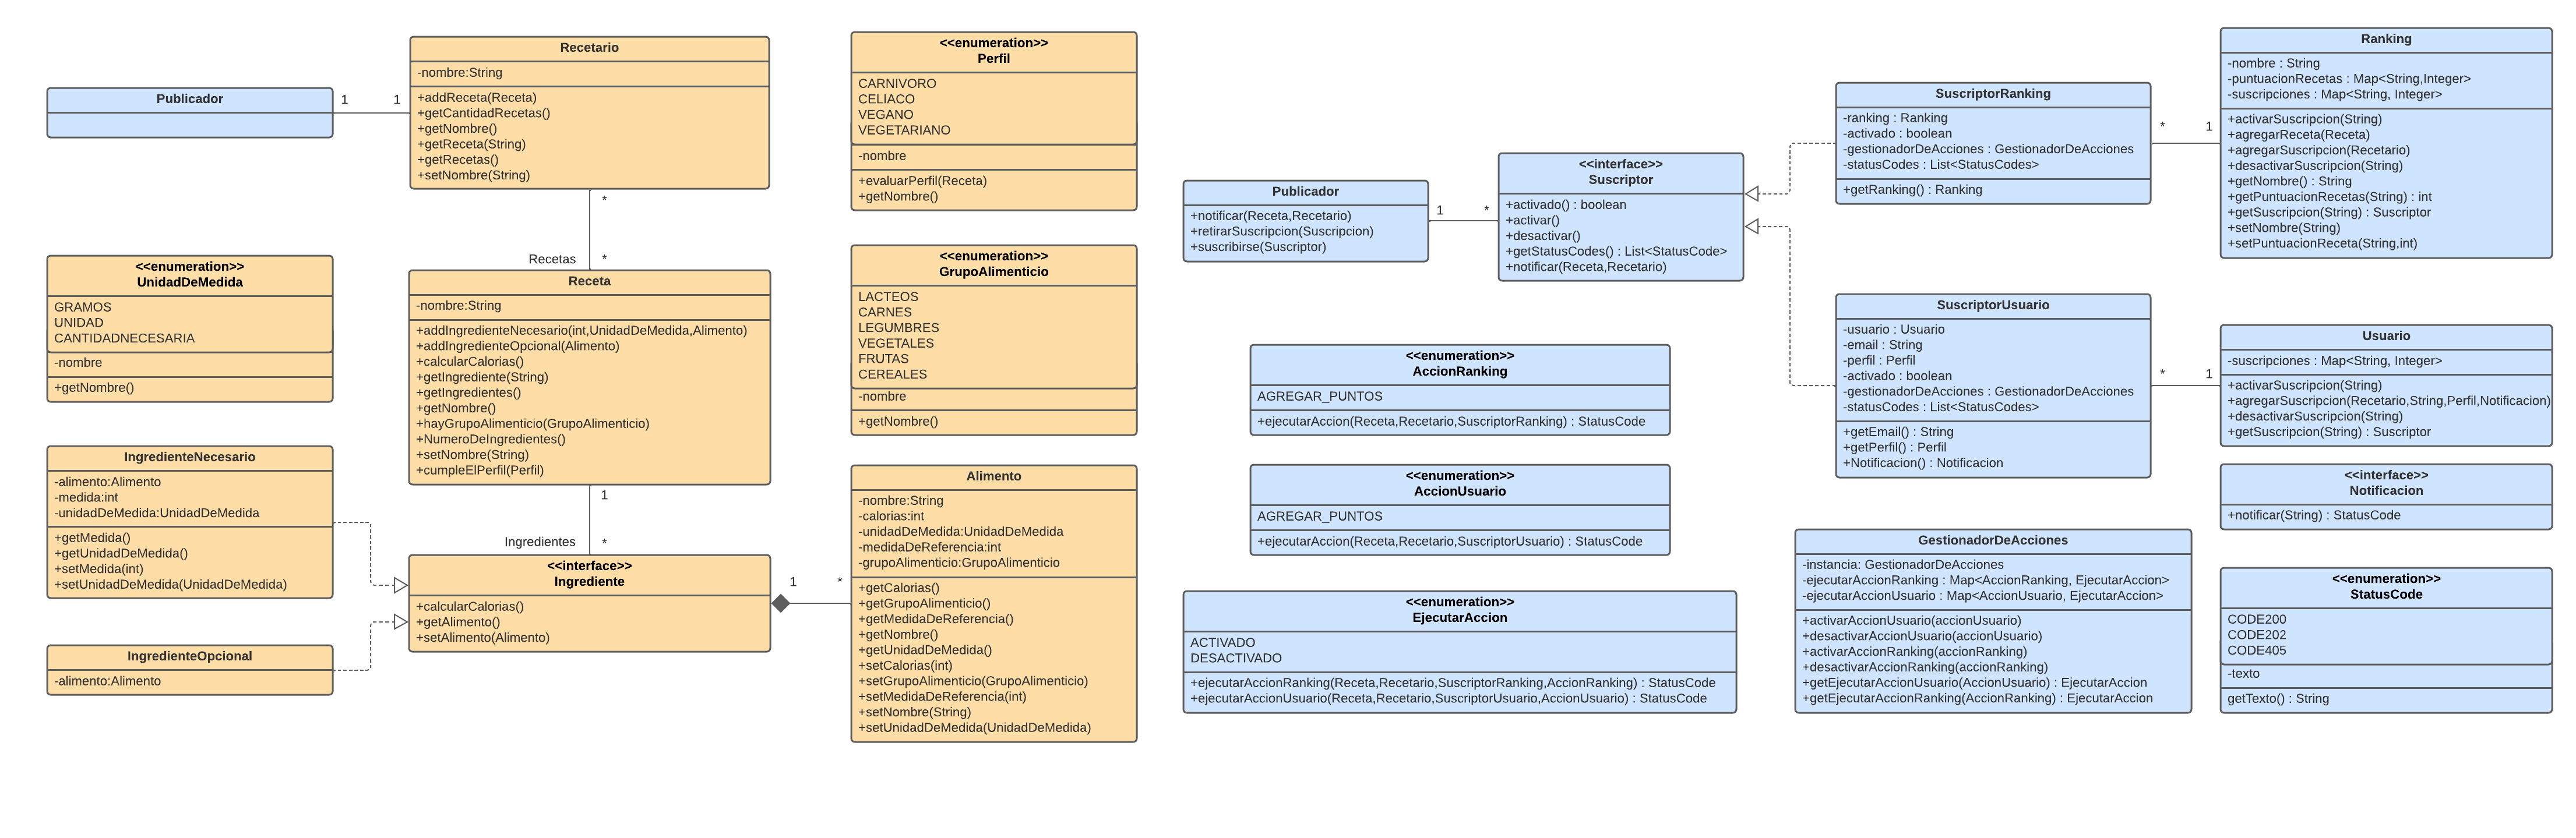 Publicador
1
1
Recetario
-nombre:String
+addReceta(Receta)
+getCantidadRecetas()
+getNombre()
+getReceta(String)
+getRecetas()
+setNombre(String)
*
Recetas
*
<<enumeration>>
UnidadDeMedida
GRAMOS
UNIDAD
CANTIDADNECESARIA
-nombre
+getNombre()
Receta
-nombre:String
+addIngredienteNecesario(int,UnidadDeMedida,Alimento)
+addIngredienteOpcional(Alimento)
+calcularCalorias()
+getIngrediente(String)
+getIngredientes()
+getNombre()
+hayGrupoAlimenticio(GrupoAlimenticio)
+NumeroDeIngredientes()
+setNombre(String)
+cumpleElPerfil(Perfil)
1
Ingredientes
*
IngredienteNecesario
-alimento:Alimento
-medida:int
-unidadDeMedida:UnidadDeMedida
+getMedida()
+getUnidadDeMedida()
+setMedida(int)
+setUnidadDeMedida(UnidadDeMedida)
IngredienteOpcional
-alimento:Alimento
<<interface>>
Ingrediente
+calcularCalorias()
+getAlimento()
+setAlimento(Alimento)
1
*
<<enumeration>>
Perfil
CARNIVORO
CELIACO
VEGANO
VEGETARIANO
-nombre
+evaluarPerfil(Receta)
+getNombre()
<<enumeration>>
GrupoAlimenticio
LACTEOS
CARNES
LEGUMBRES
VEGETALES
FRUTAS
CEREALES
-nombre
+getNombre()
Alimento
-nombre:String
-calorias:int
-unidadDeMedida:UnidadDeMedida
-medidaDeReferencia:int
-grupoAlimenticio:GrupoAlimenticio
+getCalorias()
+getGrupoAlimenticio()
+getMedidaDeReferencia()
+getNombre()
+getUnidadDeMedida()
+setCalorias(int)
+setGrupoAlimenticio(GrupoAlimenticio)
+setMedidaDeReferencia(int)
+setNombre(String)
+setUnidadDeMedida(UnidadDeMedida)
Publicador
+notificar(Receta,Recetario)
+retirarSuscripcion(Suscripcion)
+suscribirse(Suscriptor)
1
*
<<interface>>
Suscriptor
+activado() : boolean
+activar()
+desactivar()
+getStatusCodes() : List<StatusCode>
+notificar(Receta,Recetario)
<<enumeration>>
AccionRanking
AGREGAR_PUNTOS
+ejecutarAccion(Receta,Recetario,SuscriptorRanking) : StatusCode
<<enumeration>>
AccionUsuario
AGREGAR_PUNTOS
+ejecutarAccion(Receta,Recetario,SuscriptorUsuario) : StatusCode
<<enumeration>>
EjecutarAccion
ACTIVADO
DESACTIVADO
+ejecutarAccionRanking(Receta,Recetario,SuscriptorRanking,AccionRanking) : StatusCode
+ejecutarAccionUsuario(Receta,Recetario,SuscriptorUsuario,AccionUsuario) : StatusCode
SuscriptorRanking
-ranking : Ranking
-activado : boolean
-gestionadorDeAcciones : GestionadorDeAcciones
-statusCodes : List<StatusCodes>
+getRanking() : Ranking
*
1
Ranking
-nombre : String
-puntuacionRecetas : Map<String,Integer>
-suscripciones : Map<String, Integer>
+activarSuscripcion(String)
+agregarReceta(Receta)
+agregarSuscripcion(Recetario)
+desactivarSuscripcion(String)
+getNombre() : String
+getPuntuacionRecetas(String) : int
+getSuscripcion(String) : Suscriptor
+setNombre(String)
+setPuntuacionReceta(String,int)
SuscriptorUsuario
-usuario : Usuario
-email : String
-perfil : Perfil
-activado : boolean
-gestionadorDeAcciones : GestionadorDeAcciones
-statusCodes : List<StatusCodes>
+getEmail() : String
+getPerfil() : Perfil
+Notificacion() : Notificacion
*
1
Usuario
-suscripciones : Map<String, Integer>
+activarSuscripcion(String)
+agregarSuscripcion(Recetario,String,Perfil,Notificacion)
+desactivarSuscripcion(String)
+getSuscripcion(String) : Suscriptor
<<interface>>
Notificacion
+notificar(String) : StatusCode
GestionadorDeAcciones
-instancia: GestionadorDeAcciones
-ejecutarAccionRanking : Map<AccionRanking, EjecutarAccion>
-ejecutarAccionUsuario : Map<AccionUsuario, EjecutarAccion>
+activarAccionUsuario(accionUsuario)
+desactivarAccionUsuario(accionUsuario)
+activarAccionRanking(accionRanking)
+desactivarAccionRanking(accionRanking)
+getEjecutarAccionUsuario(AccionUsuario) : EjecutarAccion
+getEjecutarAccionRanking(AccionRanking) : EjecutarAccion
<<enumeration>>
StatusCode
CODE200
CODE202
CODE405
-texto
getTexto() : String